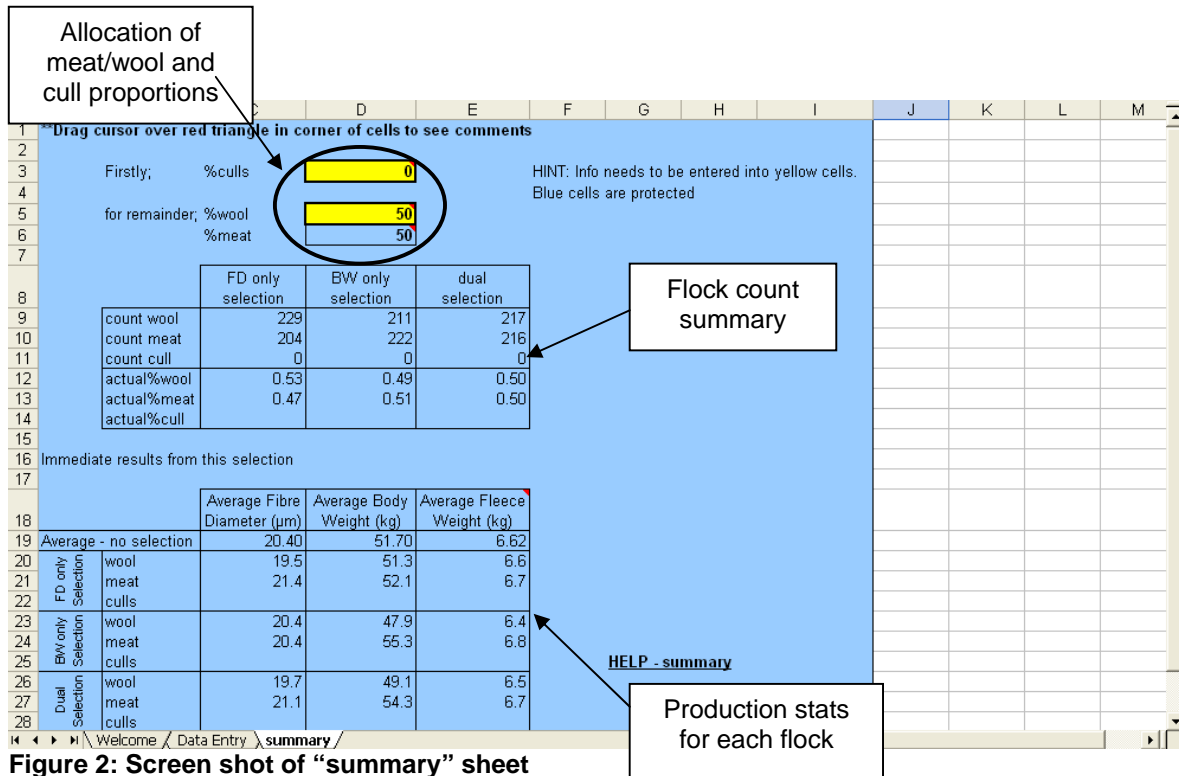 Allocation of
meat/wool and
cull proportions
C D E F G H I J K L M
1 **Drag cursor over red triangle in corner of cells to see comments
2
3 Firstly; %culls 0 HINT: Info needs to be entered into yellow cells.
4 Blue cells are protected
5 for remainder; %wool 50
6 %meat 50
7
FD only BW only dual
8 selection selection selection
Flock count
summary
9 count wool 229 211 217
10 count meat 204 222 216
11 count cull 0 0 0
12 actual%wool 0.53 0.49 0.50
13 actual%meat 0.47 0.51 0.50
14 actual%cull
15
16 Immediate results from this selection
17
Average Fibre Average Body Average Fleece
18 Diameter (µm) Weight (kg) Weight (kg)
19 Average - no selection 20.40 51.70 6.62
FD only
Selection
20 wool 19.5 51.3 6.6
21 meat 21.4 52.1 6.7
22 culls
BW only
Selection
23 wool 20.4 47.9 6.4
24 meat 20.4 55.3 6.8
25 culls HELP - summary
Dual
Selection
26 wool 19.7 49.1 6.5
27 meat 21.1 54.3 6.7
28 culls
Production stats
for each flock
Welcome / Data Entry \ summary /
Figure 2: Screen shot of “summary” sheet